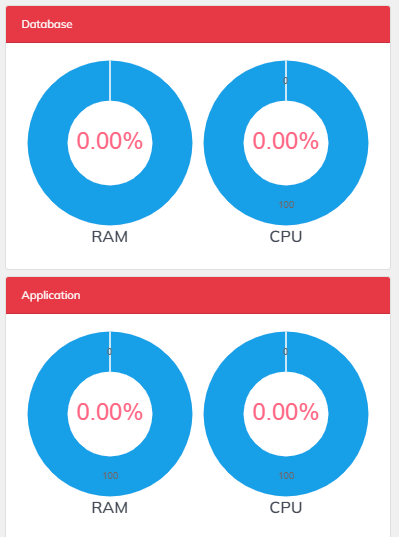 Database
0
0.00% 0.00%
100
RAM CPU
Application
0 0
0.00% 0.00%
100 100
RAM CPU